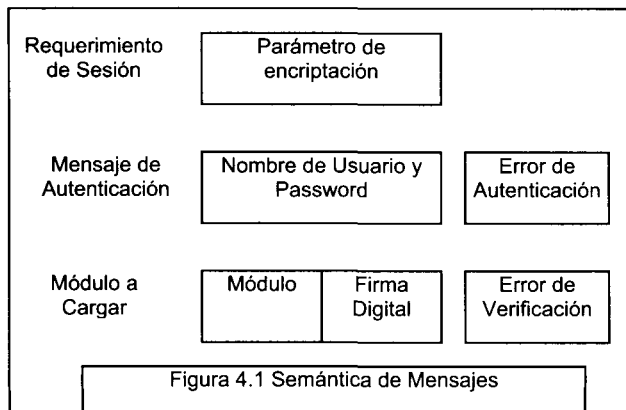 Requerimiento
de Sesión
Parámetro de
encriptación
Mensaje de
Autenticación
Nombre de Usuario y
Password
Error de
Autenticación
Módulo a
Cargar
Módulo
Firma
Digital
Error de
Verificación
Figura 4.1 Semántica de Mensajes